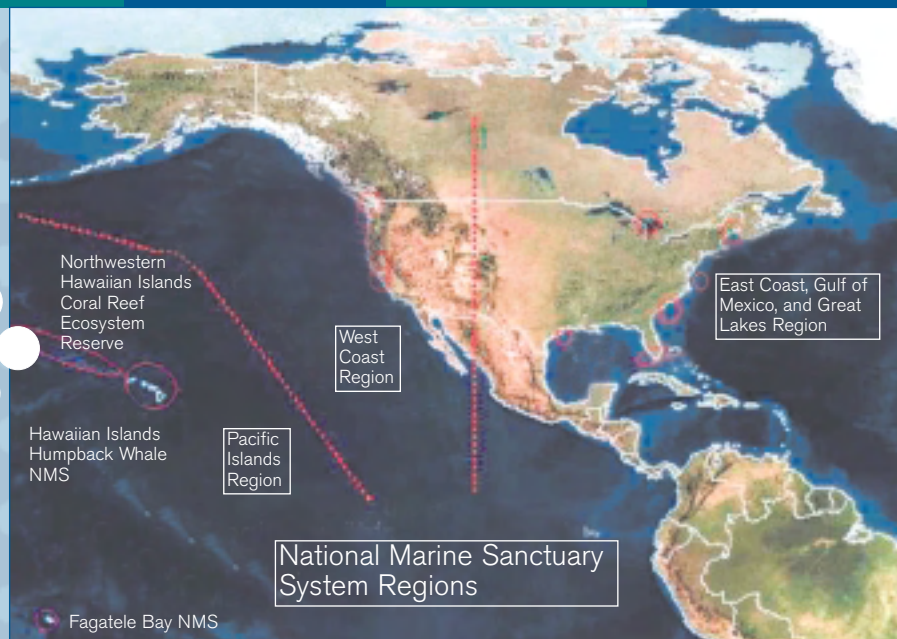 Northwestern
Hawaiian Islands
Coral Reef
Ecosystem
Reserve
East Coast, Gulf of
Mexico, and Great
Lakes Region
West
Coast
Region
Hawaiian Islands
Humpback Whale
NMS
Pacific
Islands
Region
National Marine Sanctuary
System Regions
Fagatele Bay NMS